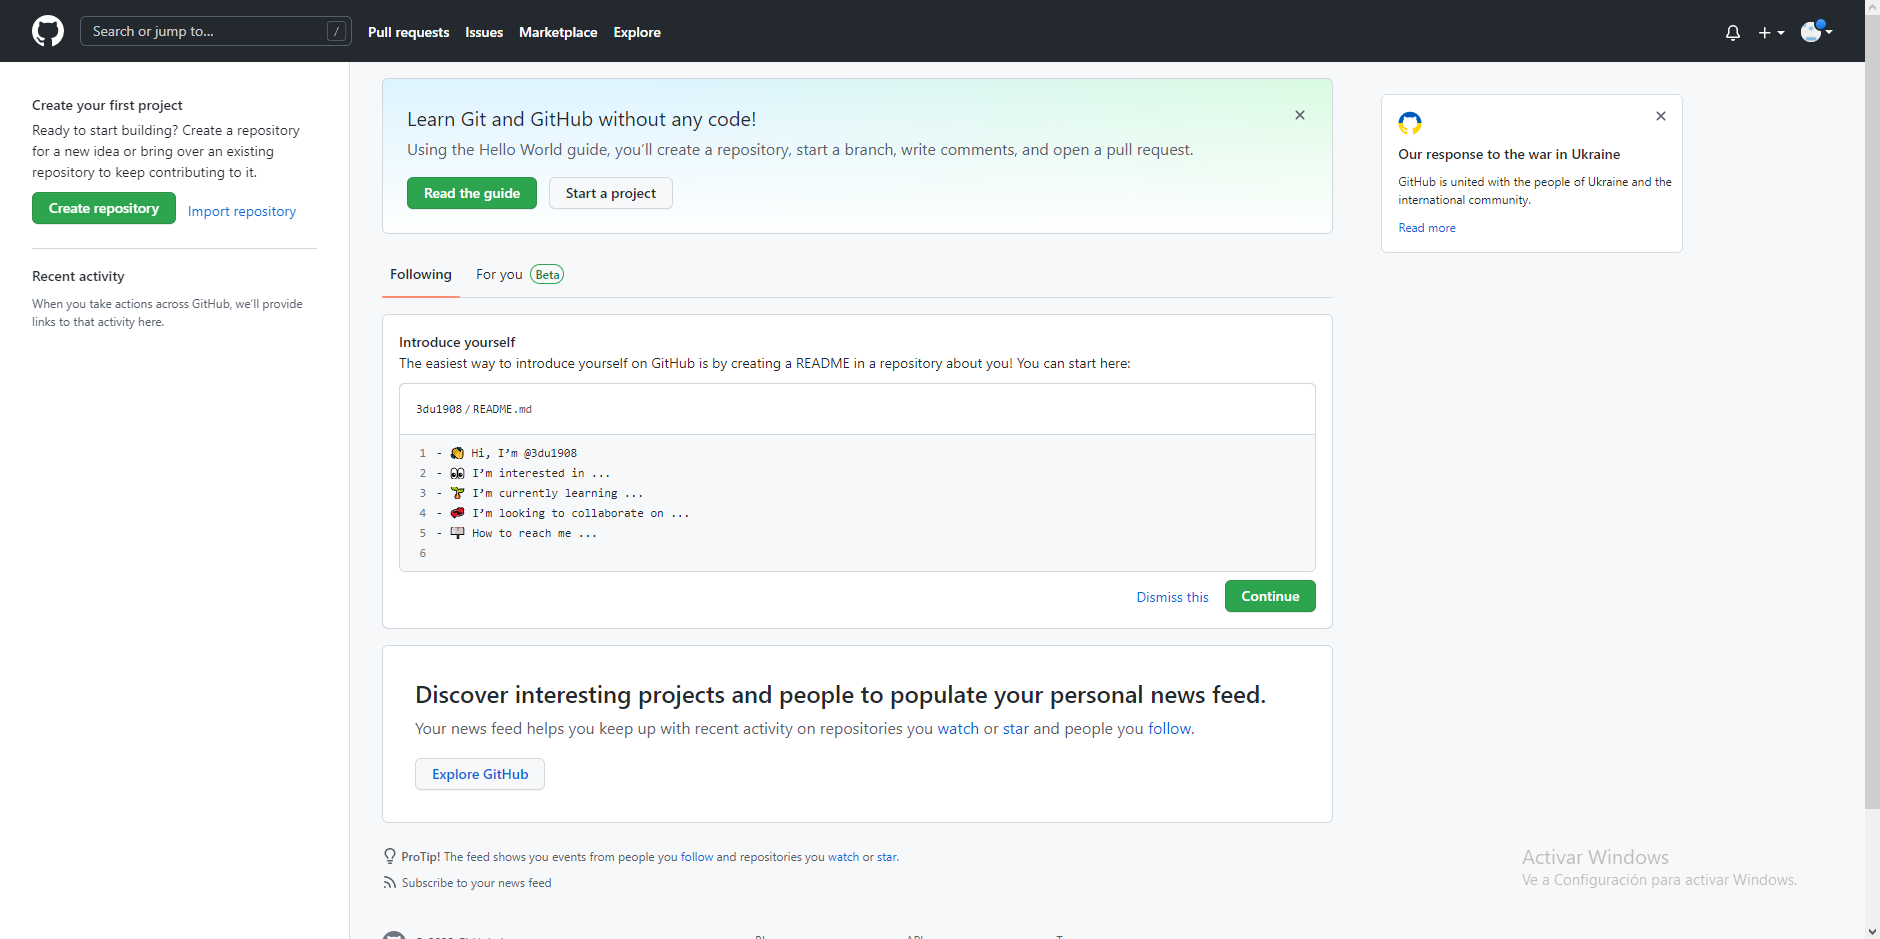 Search or jump to... /
Pull requests Issues Marketplace Explore
Create your first project
Ready to start building? Create a repository
for a new idea or bring over an existing
repository to keep contributing to it.
Create repository Import repository
Recent activity
When you take actions across GitHub, we'll provide
links to that activity here.
Learn Git and GitHub without any code!
Using the Hello World guide, you'll create a repository, start a branch, write comments, and open a pull request.
Read the guide Start a project
Following For you Beta
Introduce yourself
The easiest way to introduce yourself on GitHub is by creating a README in a repository about you! You can start here:
3du1908 / README.md
1 - 👋 Hi, I'm @3du1908
2 - 👀 I'm interested in ...
3 - 🌱 I'm currently learning ...
4 - 💞️ I'm looking to collaborate on ...
5 - 📫 How to reach me ...
6
Dismiss this Continue
Discover interesting projects and people to populate your personal news feed.
Your news feed helps you keep up with recent activity on repositories you watch or star and people you follow.
Explore GitHub
ProTip! The feed shows you events from people you follow and repositories you watch or star.
Subscribe to your news feed
Our response to the war in Ukraine
GitHub is united with the people of Ukraine and the
international community.
Read more
Activar Windows
Ve a Configuración para activar Windows.